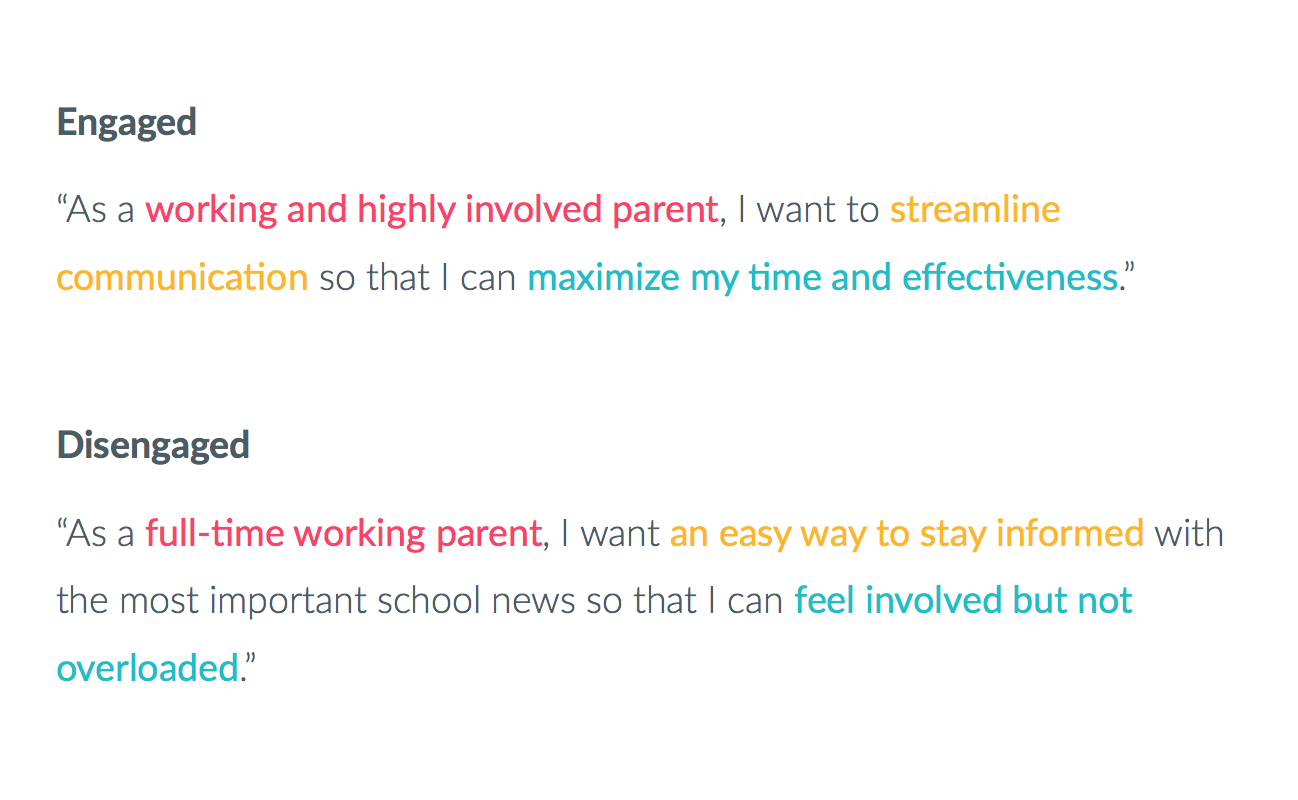 Engaged
“As a working and highly involved parent, I want to streamline
communication so that I can maximize my time and effectiveness.”
Disengaged
“As a full-time working parent, I want an easy way to stay informed with
the most important school news so that I can feel involved but not
overloaded.”